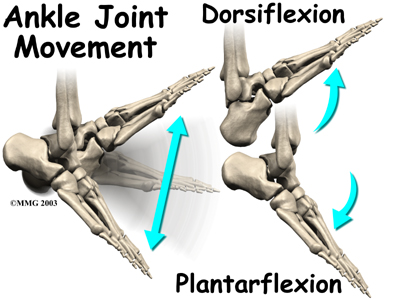 Ankle Joint
Movement
Dorsiflexion
©MMG 2003
Plantarflexion